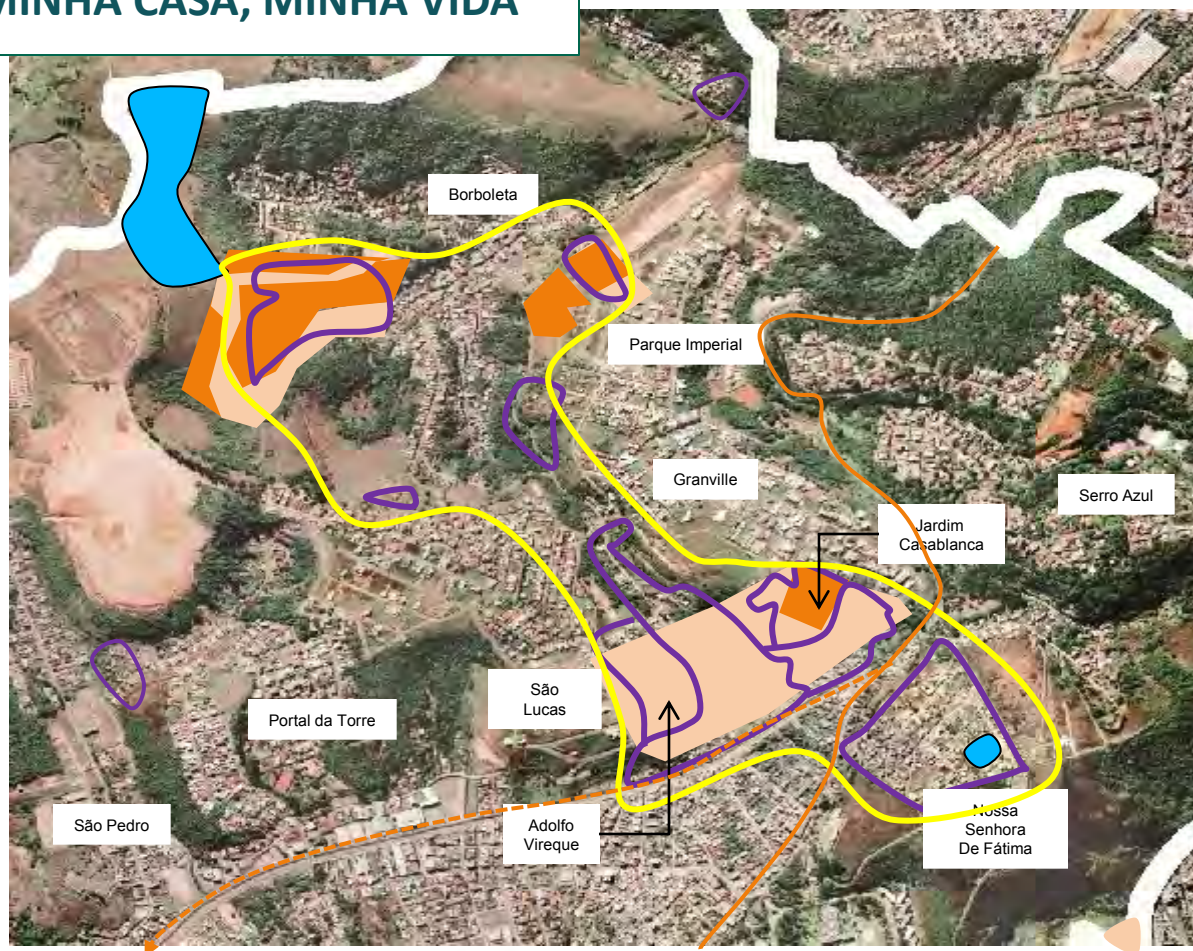 MINHA CASA, MINHA VIDA
Borboleta
Parque Imperial
Granville
Serro Azul
Jardim
Casablanca
São
Lucas
Portal da Torre
São Pedro
Adolfo
Vireque
Nossa
Senhora
De Fátima